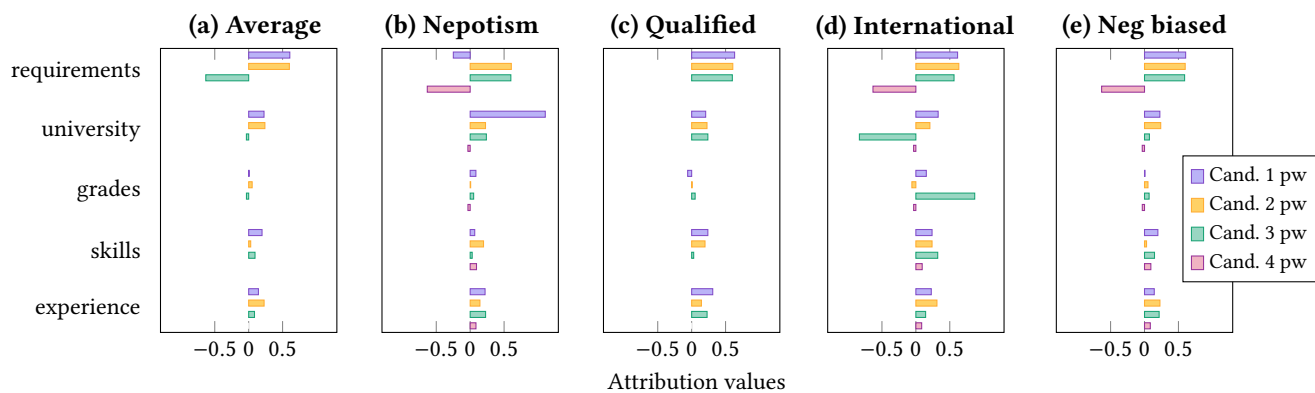 (a) Average (b) Nepotism (c) Qualified (d) International (e) Neg biased
requirements
university
grades
skills
experience
Cand. 1 pw
Cand. 2 pw
Cand. 3 pw
Cand. 4 pw
−0.5 0 0.5 −0.5 0 0.5 −0.5 0 0.5 −0.5 0 0.5 −0.5 0 0.5
Attribution values